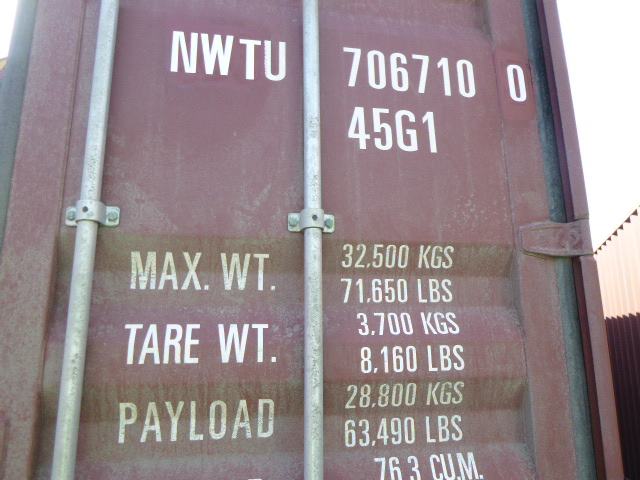 NWTU 706710 0
45G1
MAX. WT. 32,500 KGS
71,650 LBS
TARE WT. 3,700 KGS
8,160 LBS
PAYLOAD 28,800 KGS
63,490 LBS
76.3 CU.M.